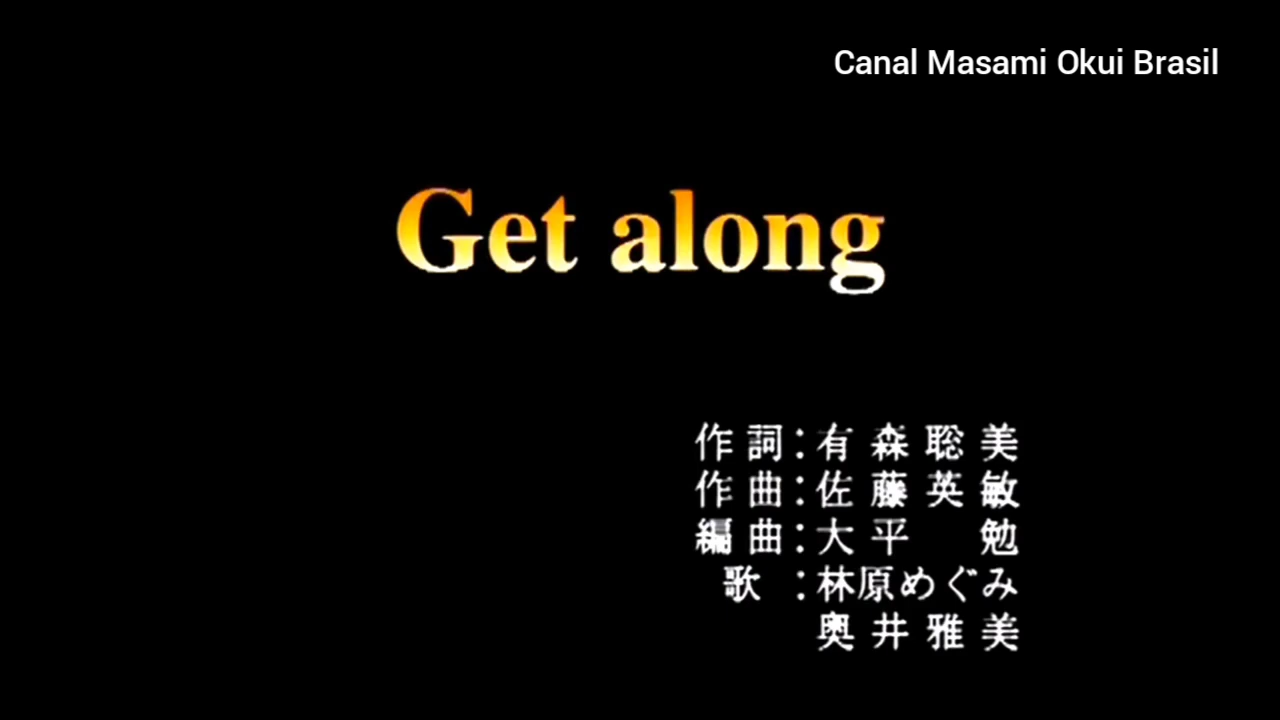 Canal Masami Okui Brasil
Get along
作詞:有森聡美
作曲:佐藤英敏
編曲:大平 勉
歌 :林原めぐみ
奥井雅美